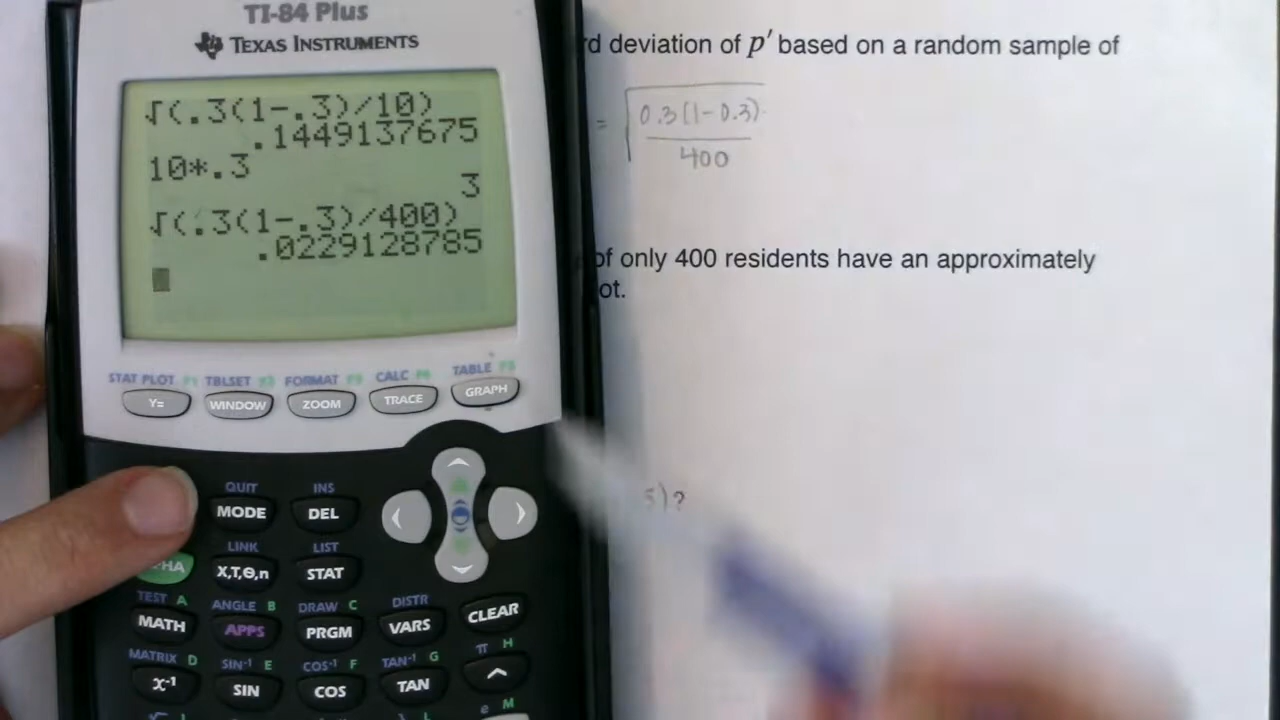 TI-84 Plus
TEXAS INSTRUMENTS
√(.3(1-.3)/10)
.1449137675
10*.3
3
√(.3(1-.3)/400)
.0229128785
STAT PLOT F1 TBLSET F2 FORMAT F3 CALC F4 TABLE F5
Y= WINDOW ZOOM TRACE GRAPH
QUIT INS
MODE DEL
LINK LIST
PHA X,T,Θ,n STAT
TEST A ANGLE B DRAW C DISTR
MATH APPS PRGM VARS CLEAR
MATRIX D SIN⁻¹ E COS⁻¹ F TAN⁻¹ G π H
x⁻¹ SIN COS TAN ^
e M
rd deviation of p′ based on a random sample of
= √0.3(1-0.3)
400
of only 400 residents have an approximately
ot.
5)?